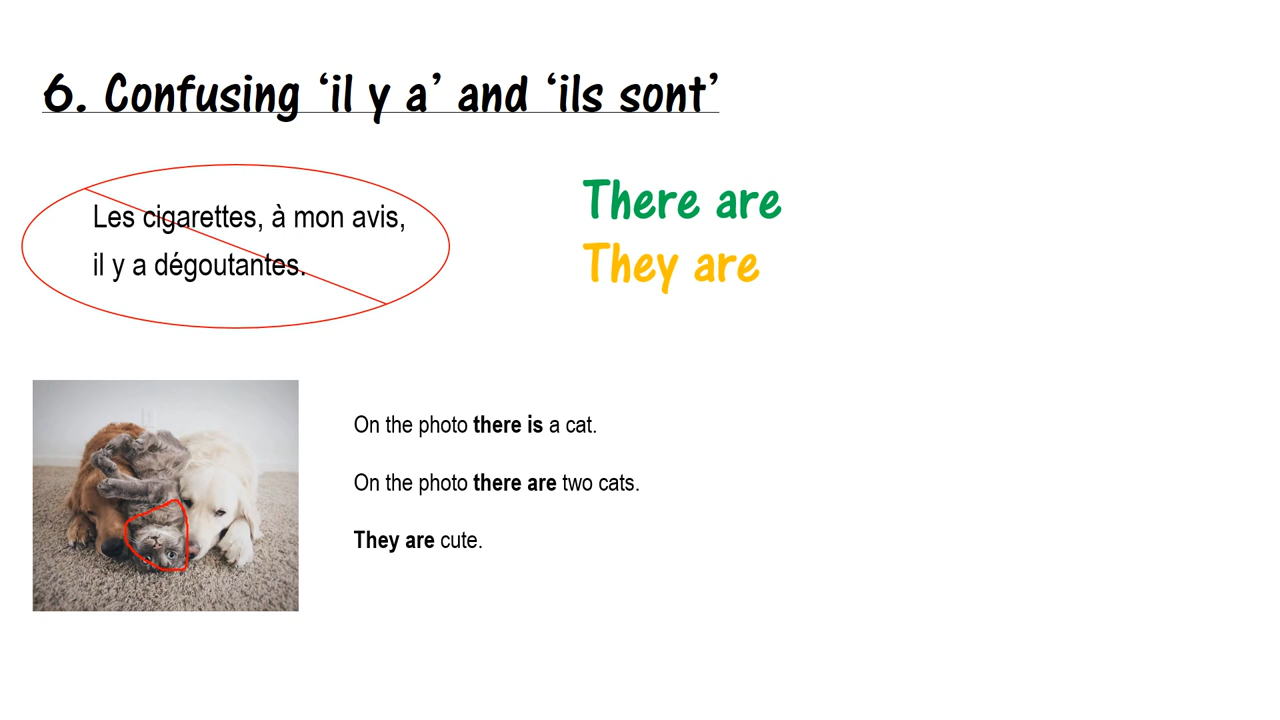 6. Confusing ‘il y a’ and ‘ils sont’
Les cigarettes, à mon avis,
il y a dégoutantes.
There are
They are
On the photo there is a cat.
On the photo there are two cats.
They are cute.